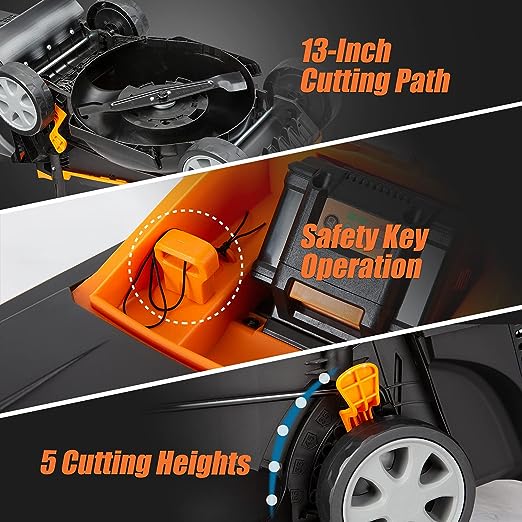 13-Inch
Cutting Path
Safety Key
Operation
5 Cutting Heights